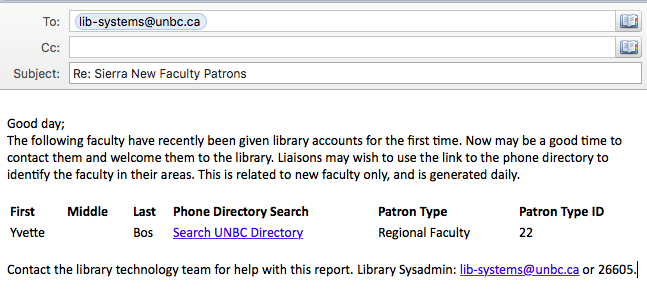 To: lib-systems@unbc.ca
Cc:
Subject: Re: Sierra New Faculty Patrons
Good day;
The following faculty have recently been given library accounts for the first time. Now may be a good time to
contact them and welcome them to the library. Liaisons may wish to use the link to the phone directory to
identify the faculty in their areas. This is related to new faculty only, and is generated daily.
First Middle Last Phone Directory Search Patron Type Patron Type ID
Yvette Bos Search UNBC Directory Regional Faculty 22
Contact the library technology team for help with this report. Library Sysadmin: lib-systems@unbc.ca or 26605.